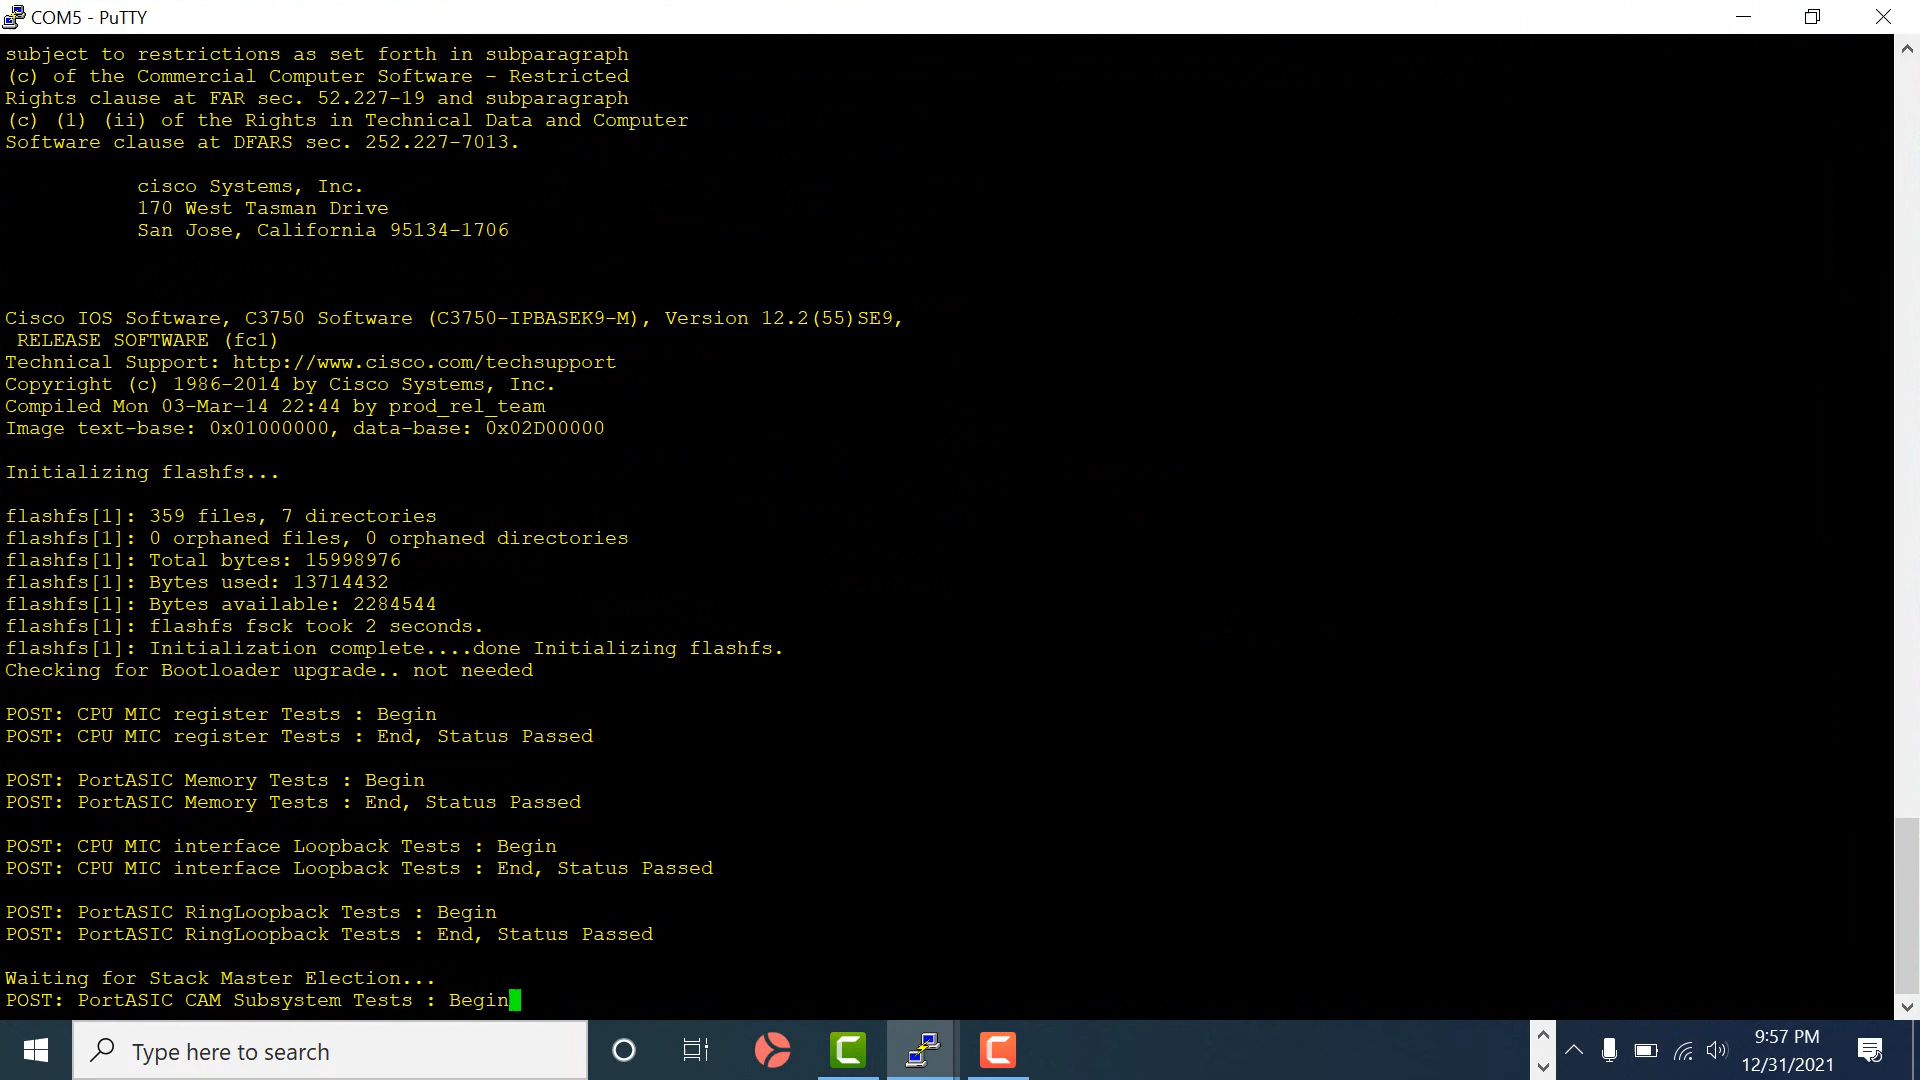 COM5 - PuTTY
subject to restrictions as set forth in subparagraph
(c) of the Commercial Computer Software - Restricted
Rights clause at FAR sec. 52.227-19 and subparagraph
(c) (1) (ii) of the Rights in Technical Data and Computer
Software clause at DFARS sec. 252.227-7013.
cisco Systems, Inc.
170 West Tasman Drive
San Jose, California 95134-1706
Cisco IOS Software, C3750 Software (C3750-IPBASEK9-M), Version 12.2(55)SE9,
RELEASE SOFTWARE (fc1)
Technical Support: http://www.cisco.com/techsupport
Copyright (c) 1986-2014 by Cisco Systems, Inc.
Compiled Mon 03-Mar-14 22:44 by prod_rel_team
Image text-base: 0x01000000, data-base: 0x02D00000
Initializing flashfs...
flashfs[1]: 359 files, 7 directories
flashfs[1]: 0 orphaned files, 0 orphaned directories
flashfs[1]: Total bytes: 15998976
flashfs[1]: Bytes used: 13714432
flashfs[1]: Bytes available: 2284544
flashfs[1]: flashfs fsck took 2 seconds.
flashfs[1]: Initialization complete....done Initializing flashfs.
Checking for Bootloader upgrade.. not needed
POST: CPU MIC register Tests : Begin
POST: CPU MIC register Tests : End, Status Passed
POST: PortASIC Memory Tests : Begin
POST: PortASIC Memory Tests : End, Status Passed
POST: CPU MIC interface Loopback Tests : Begin
POST: CPU MIC interface Loopback Tests : End, Status Passed
POST: PortASIC RingLoopback Tests : Begin
POST: PortASIC RingLoopback Tests : End, Status Passed
Waiting for Stack Master Election...
POST: PortASIC CAM Subsystem Tests : Begin
Type here to search
9:57 PM
12/31/2021